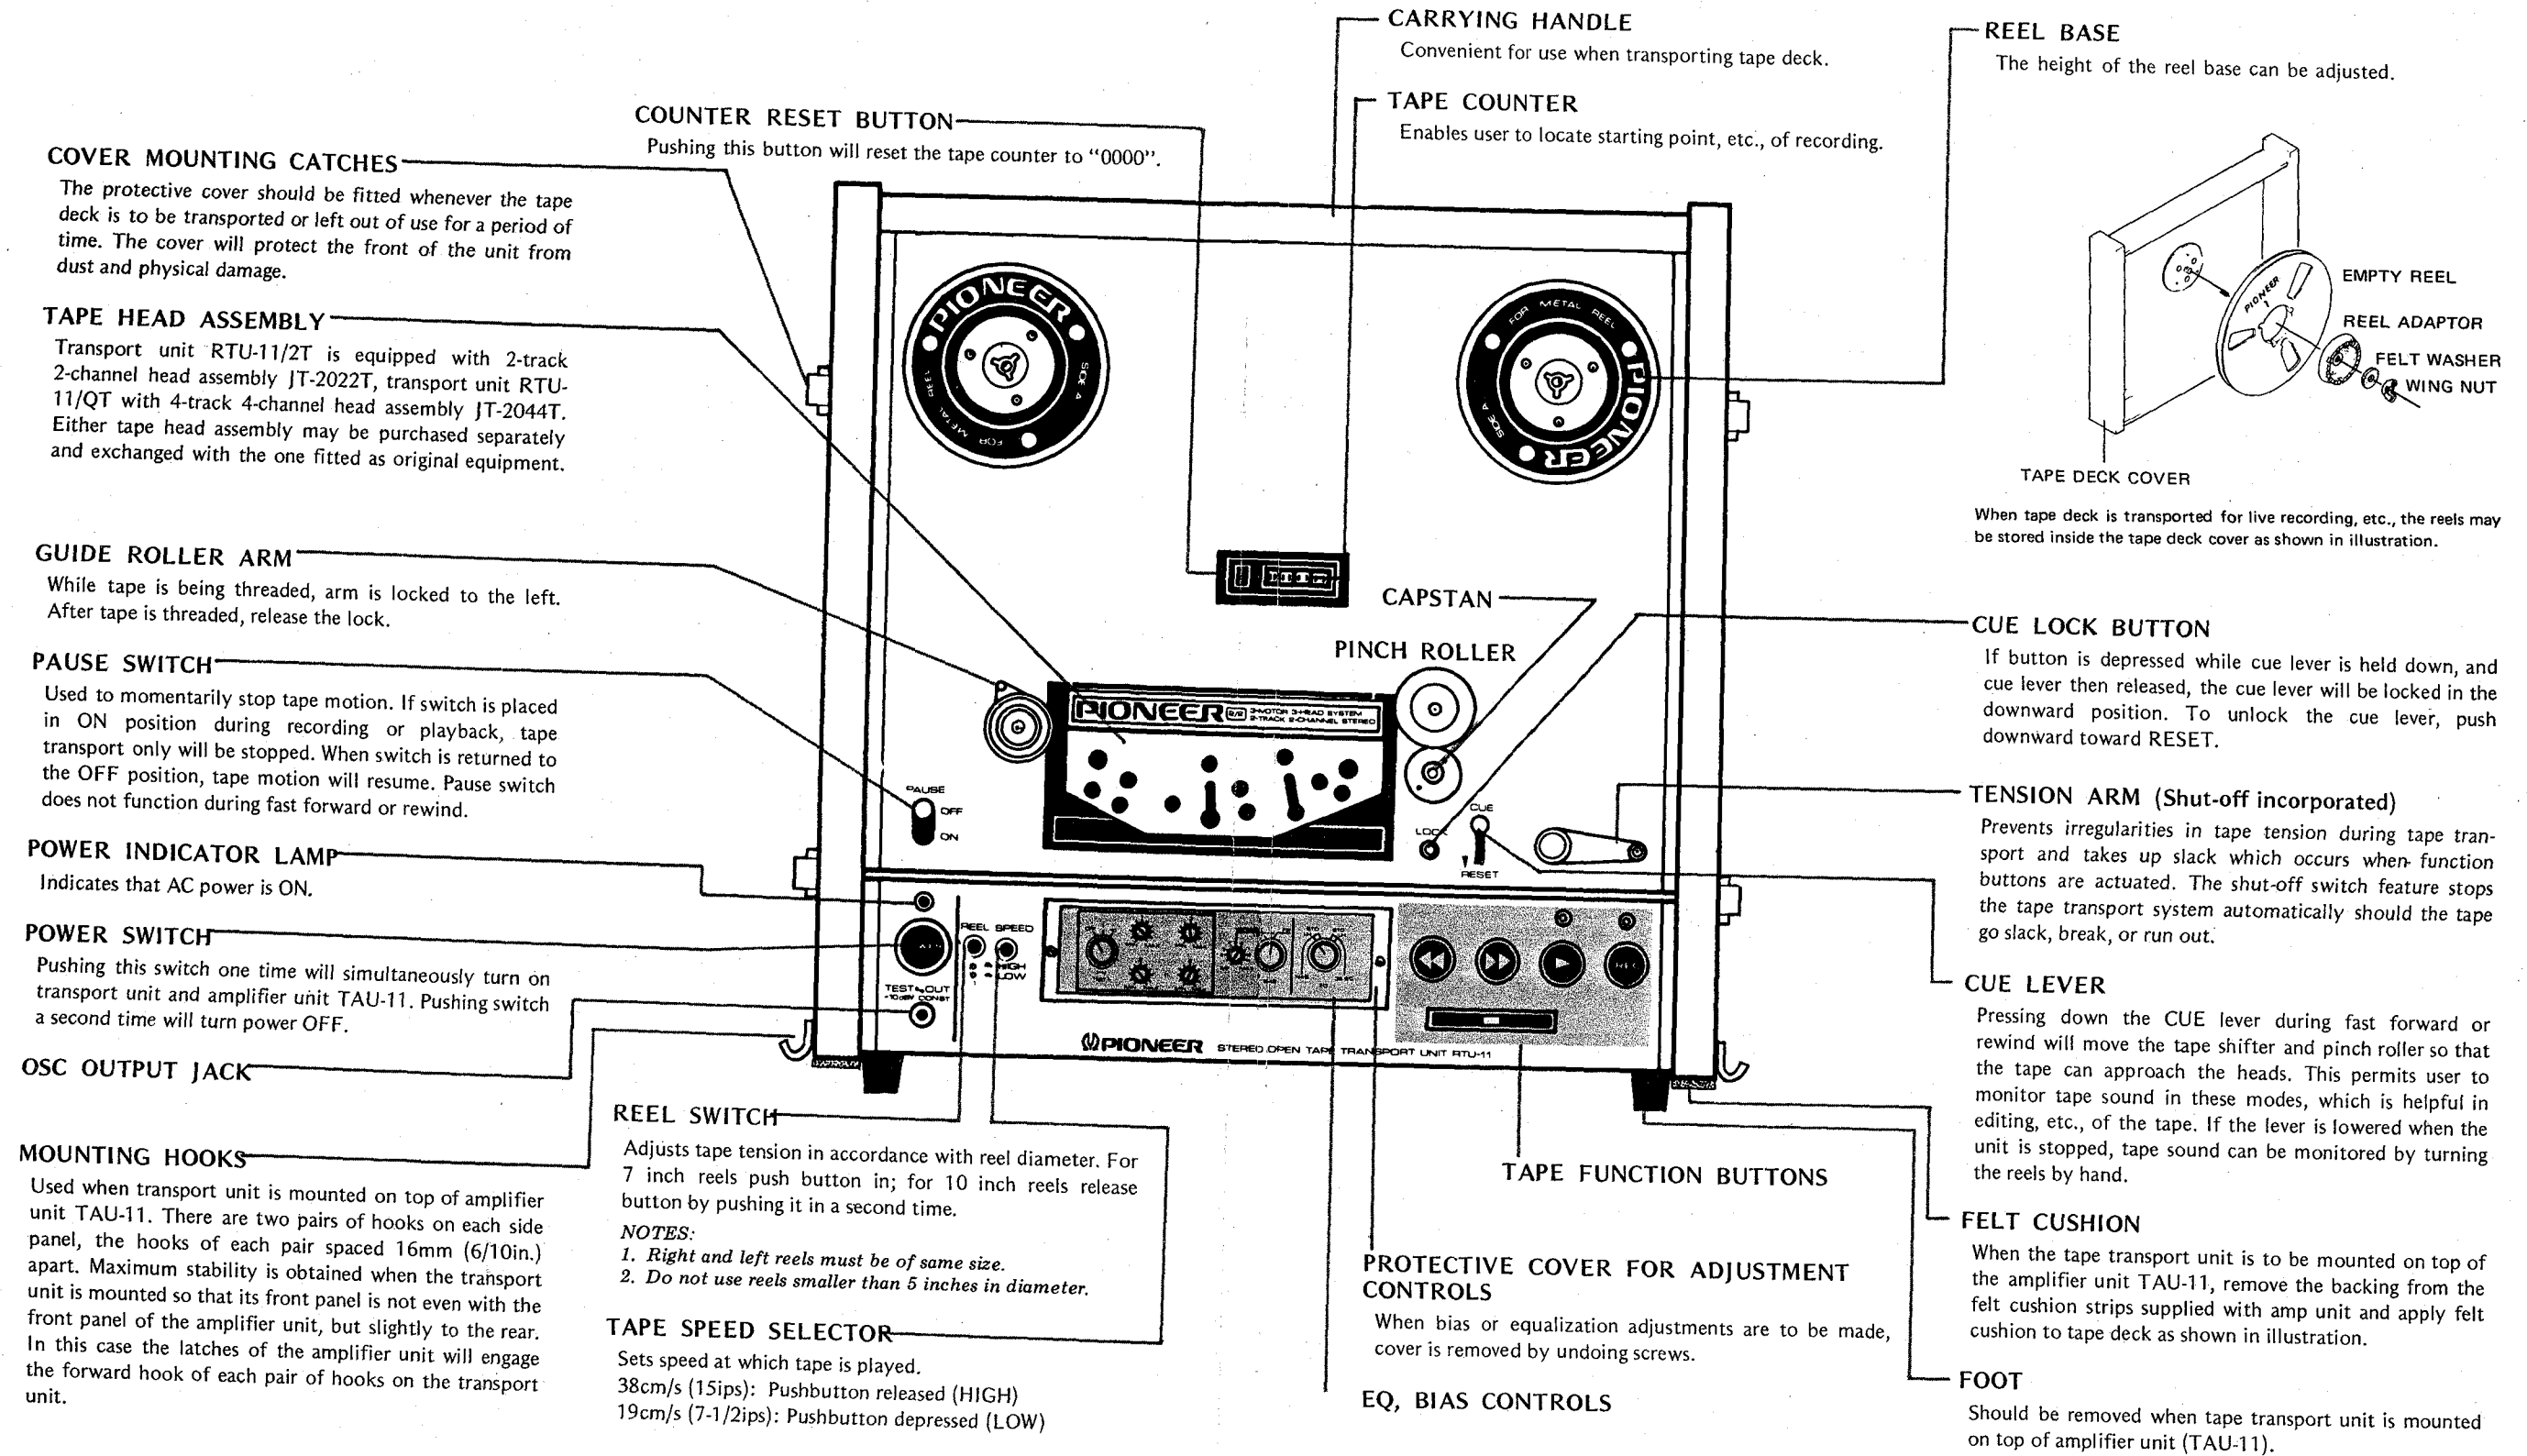 CARRYING HANDLE
Convenient for use when transporting tape deck.
TAPE COUNTER
Enables user to locate starting point, etc., of recording.
COUNTER RESET BUTTON
Pushing this button will reset the tape counter to "0000".
COVER MOUNTING CATCHES
The protective cover should be fitted whenever the tape
deck is to be transported or left out of use for a period of
time. The cover will protect the front of the unit from
dust and physical damage.
TAPE HEAD ASSEMBLY
Transport unit RTU-11/2T is equipped with 2-track
2-channel head assembly JT-2022T, transport unit RTU-
11/QT with 4-track 4-channel head assembly JT-2044T.
Either tape head assembly may be purchased separately
and exchanged with the one fitted as original equipment.
GUIDE ROLLER ARM
While tape is being threaded, arm is locked to the left.
After tape is threaded, release the lock.
PAUSE SWITCH
Used to momentarily stop tape motion. If switch is placed
in ON position during recording or playback, tape
transport only will be stopped. When switch is returned to
the OFF position, tape motion will resume. Pause switch
does not function during fast forward or rewind.
POWER INDICATOR LAMP
Indicates that AC power is ON.
POWER SWITCH
Pushing this switch one time will simultaneously turn on
transport unit and amplifier unit TAU-11. Pushing switch
a second time will turn power OFF.
OSC OUTPUT JACK
MOUNTING HOOKS
Used when transport unit is mounted on top of amplifier
unit TAU-11. There are two pairs of hooks on each side
panel, the hooks of each pair spaced 16mm (6/10in.)
apart. Maximum stability is obtained when the transport
unit is mounted so that its front panel is not even with the
front panel of the amplifier unit, but slightly to the rear.
In this case the latches of the amplifier unit will engage
the forward hook of each pair of hooks on the transport
unit.
PIONEER
SIDE A
FOR METAL REEL
FOR METAL REEL
PIONEER
SIDE A
CAPSTAN
PINCH ROLLER
PIONEER 2/2 3-MOTOR 3-HEAD SYSTEM
2-TRACK 2-CHANNEL STEREO
PAUSE
OFF
ON
CUE
LOCK
RESET
REEL SPEED
HIGH
LOW
TEST OUT
-10dBV CONST
REC
PIONEER STEREO OPEN TAPE TRANSPORT UNIT RTU-11
REEL SWITCH
Adjusts tape tension in accordance with reel diameter. For
7 inch reels push button in; for 10 inch reels release
button by pushing it in a second time.
NOTES:
1. Right and left reels must be of same size.
2. Do not use reels smaller than 5 inches in diameter.
TAPE SPEED SELECTOR
Sets speed at which tape is played.
38cm/s (15ips): Pushbutton released (HIGH)
19cm/s (7-1/2ips): Pushbutton depressed (LOW)
TAPE FUNCTION BUTTONS
PROTECTIVE COVER FOR ADJUSTMENT
CONTROLS
When bias or equalization adjustments are to be made,
cover is removed by undoing screws.
EQ, BIAS CONTROLS
REEL BASE
The height of the reel base can be adjusted.
PIONEER
EMPTY REEL
REEL ADAPTOR
FELT WASHER
WING NUT
TAPE DECK COVER
When tape deck is transported for live recording, etc., the reels may
be stored inside the tape deck cover as shown in illustration.
CUE LOCK BUTTON
If button is depressed while cue lever is held down, and
cue lever then released, the cue lever will be locked in the
downward position. To unlock the cue lever, push
downward toward RESET.
TENSION ARM (Shut-off incorporated)
Prevents irregularities in tape tension during tape tran-
sport and takes up slack which occurs when function
buttons are actuated. The shut-off switch feature stops
the tape transport system automatically should the tape
go slack, break, or run out.
CUE LEVER
Pressing down the CUE lever during fast forward or
rewind will move the tape shifter and pinch roller so that
the tape can approach the heads. This permits user to
monitor tape sound in these modes, which is helpful in
editing, etc., of the tape. If the lever is lowered when the
unit is stopped, tape sound can be monitored by turning
the reels by hand.
FELT CUSHION
When the tape transport unit is to be mounted on top of
the amplifier unit TAU-11, remove the backing from the
felt cushion strips supplied with amp unit and apply felt
cushion to tape deck as shown in illustration.
FOOT
Should be removed when tape transport unit is mounted
on top of amplifier unit (TAU-11).